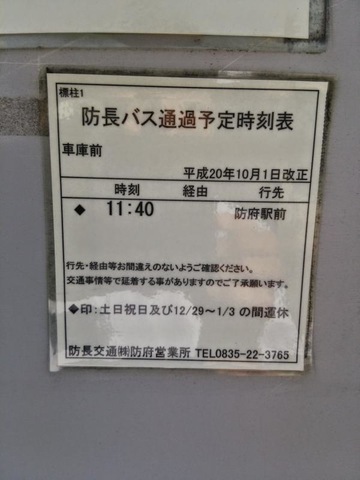 標柱1
防長バス通過予定時刻表
車庫前
平成20年10月1日改正
時刻 経由 行先
◆ 11:40 防府駅前
行先・経由等お間違えのないようご確認ください。
交通事情等で延着する事がありますのでご了承願います。
◆印:土日祝日及び12/29~1/3 の間運休
防長交通㈱防府営業所 TEL0835-22-3765